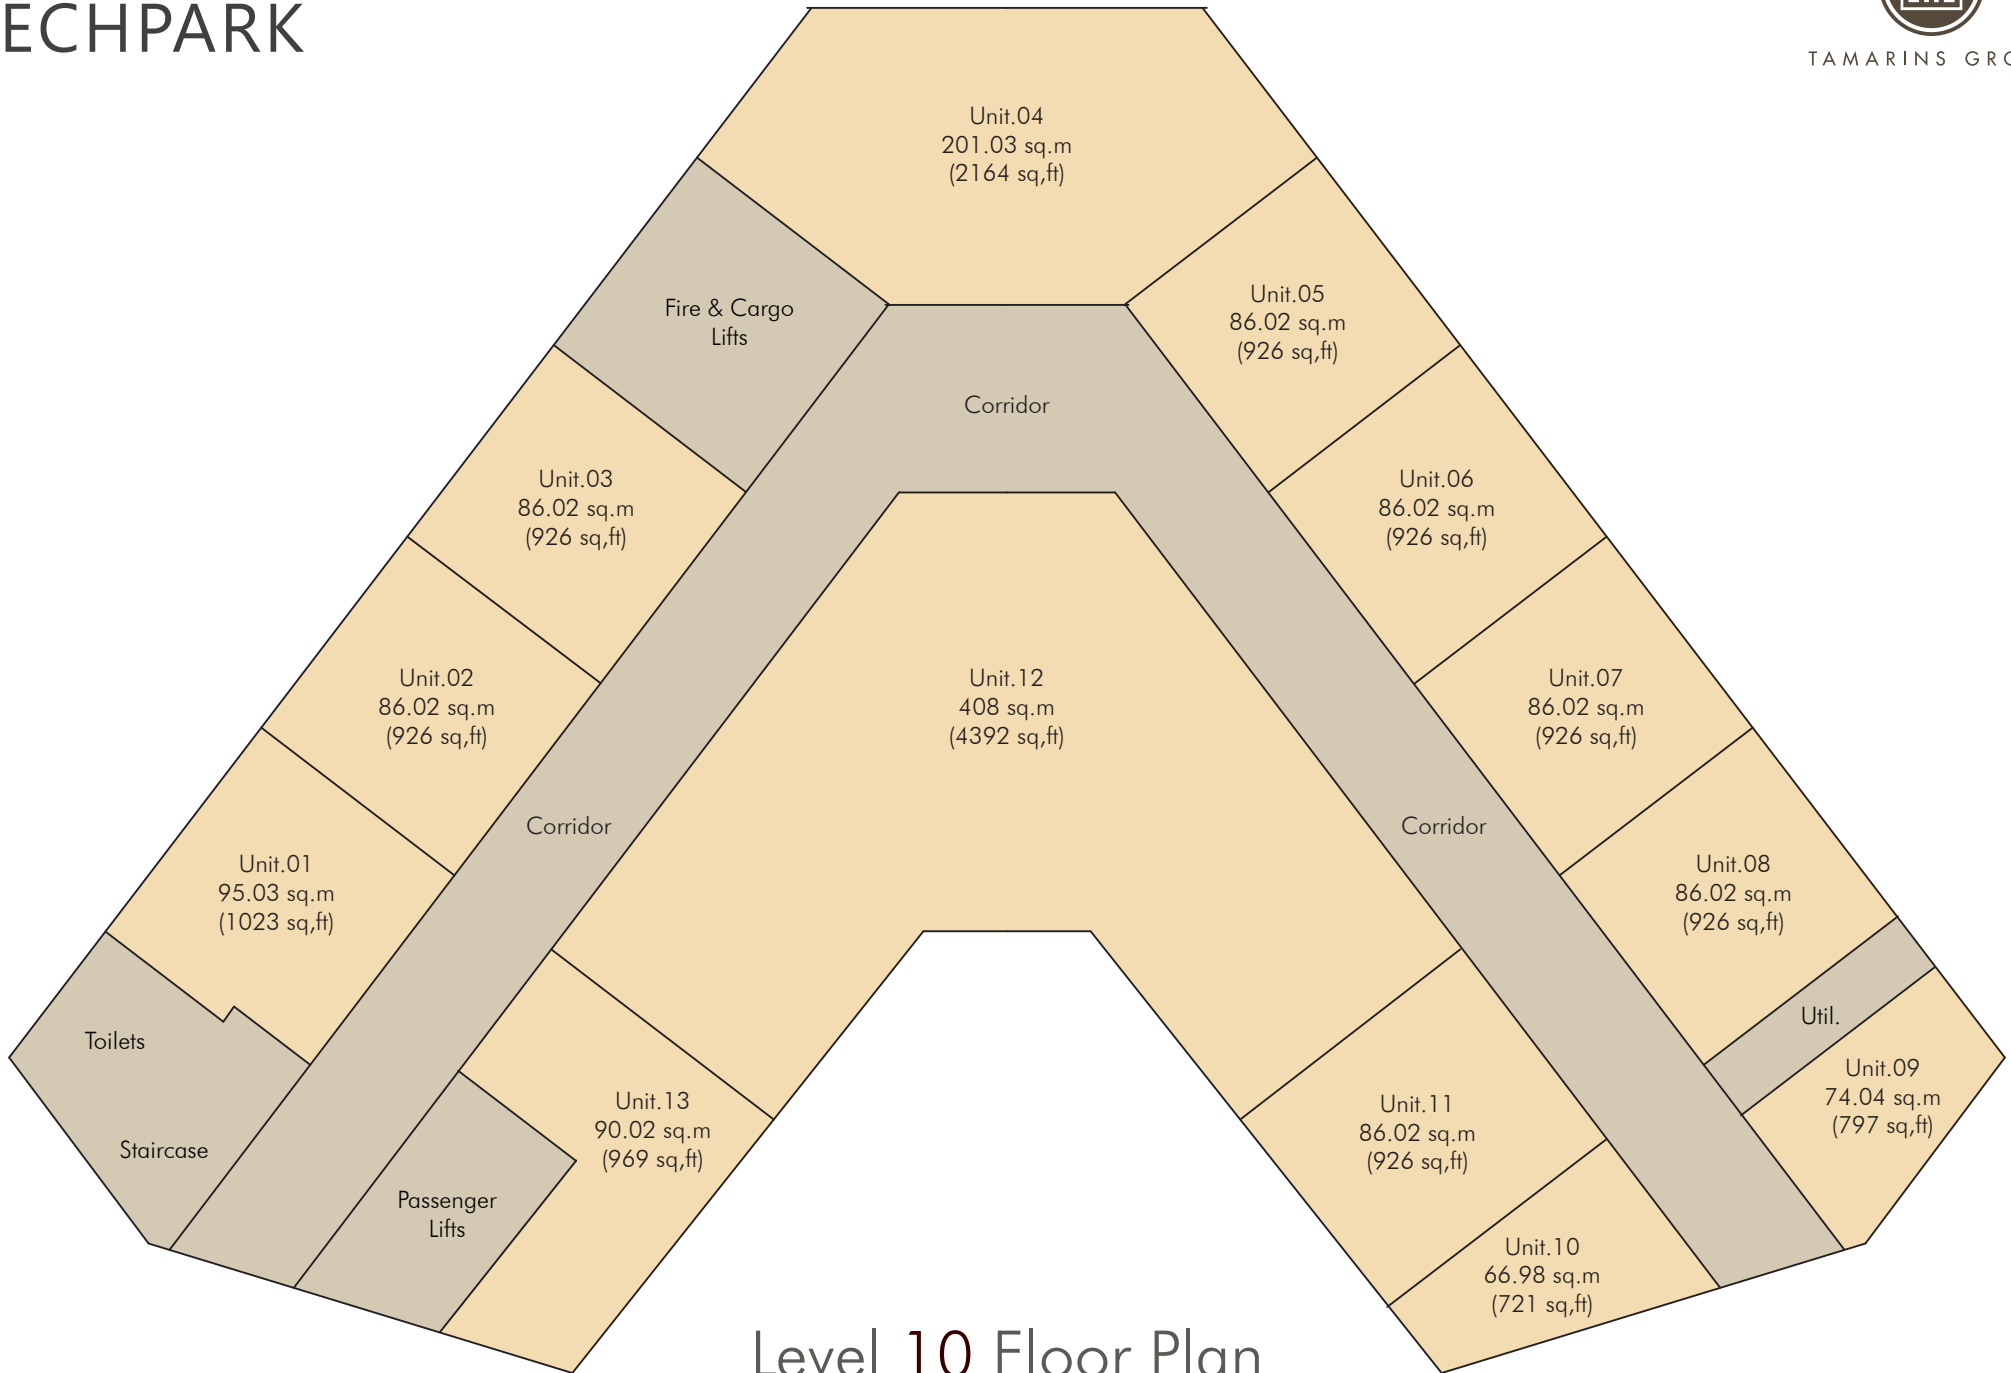 ECHPARK
TAMARINS GRO
Unit.04
201.03 sq.m
(2164 sq,ft)
Fire & Cargo
Lifts
Unit.05
86.02 sq.m
(926 sq,ft)
Corridor
Unit.03
86.02 sq.m
(926 sq,ft)
Unit.06
86.02 sq.m
(926 sq,ft)
Unit.02
86.02 sq.m
(926 sq,ft)
Unit.12
408 sq.m
(4392 sq,ft)
Unit.07
86.02 sq.m
(926 sq,ft)
Corridor
Corridor
Unit.01
95.03 sq.m
(1023 sq,ft)
Unit.08
86.02 sq.m
(926 sq,ft)
Toilets
Util.
Staircase
Unit.13
90.02 sq.m
(969 sq,ft)
Unit.11
86.02 sq.m
(926 sq,ft)
Unit.09
74.04 sq.m
(797 sq,ft)
Passenger
Lifts
Unit.10
66.98 sq.m
(721 sq,ft)
Level 10 Floor Plan